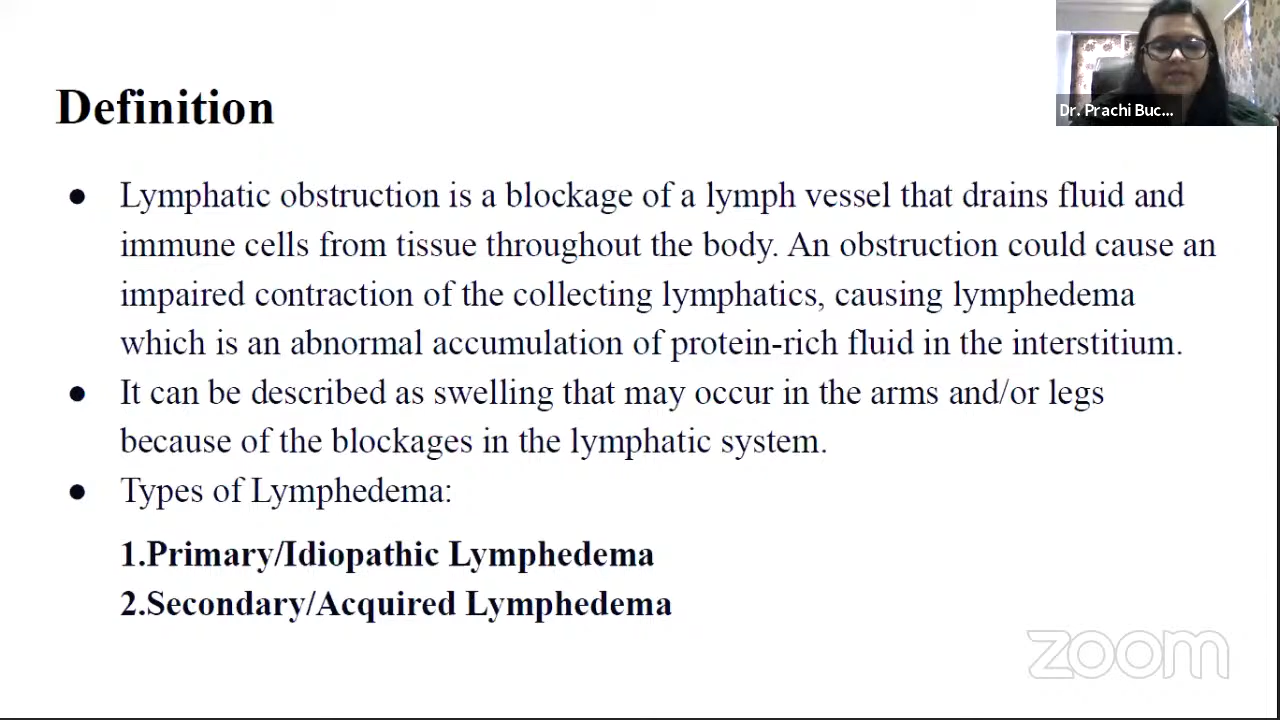 Definition
Dr. Prachi Buc...
● Lymphatic obstruction is a blockage of a lymph vessel that drains fluid and
immune cells from tissue throughout the body. An obstruction could cause an
impaired contraction of the collecting lymphatics, causing lymphedema
which is an abnormal accumulation of protein-rich fluid in the interstitium.
● It can be described as swelling that may occur in the arms and/or legs
because of the blockages in the lymphatic system.
● Types of Lymphedema:
1.Primary/Idiopathic Lymphedema
2.Secondary/Acquired Lymphedema
zoom